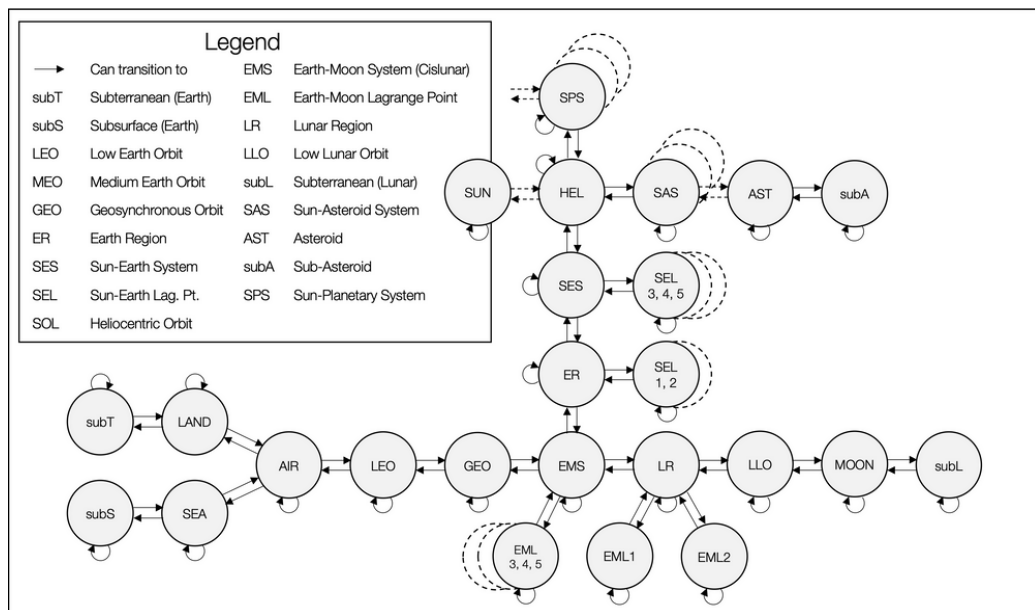 Legend
Can transition to
subT Subterranean (Earth)
subS Subsurface (Earth)
LEO Low Earth Orbit
MEO Medium Earth Orbit
GEO Geosynchronous Orbit
ER Earth Region
SES Sun-Earth System
SEL Sun-Earth Lag. Pt.
SOL Heliocentric Orbit
EMS Earth-Moon System (Cislunar)
EML Earth-Moon Lagrange Point
LR Lunar Region
LLO Low Lunar Orbit
subL Subterranean (Lunar)
SAS Sun-Asteroid System
AST Asteroid
subA Sub-Asteroid
SPS Sun-Planetary System
SPS
SUN
HEL
SAS
AST
subA
SES
SEL
3, 4, 5
ER
SEL
1, 2
subT
LAND
AIR
LEO
GEO
EMS
LR
LLO
MOON
subL
subS
SEA
EML
3, 4, 5
EML1
EML2